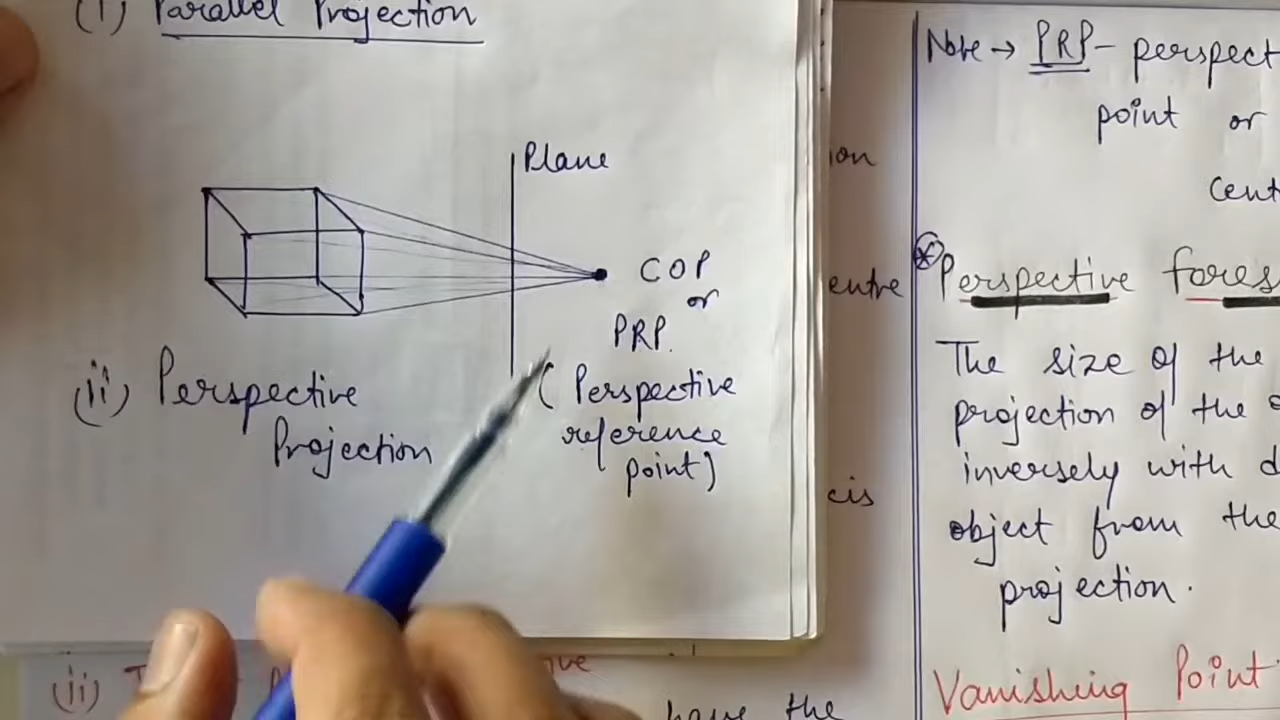 (i) Parallel Projection
Plane
COP
or
PRP.
(Perspective
reference
point)
(ii) Perspective
Projection
(ii)
have the
Note → PRP - perspect
point or
cent
Perspective fores
The size of the
projection of the
inversely with d
object from the
projection.
Vanishing Point
ion
entre
cis